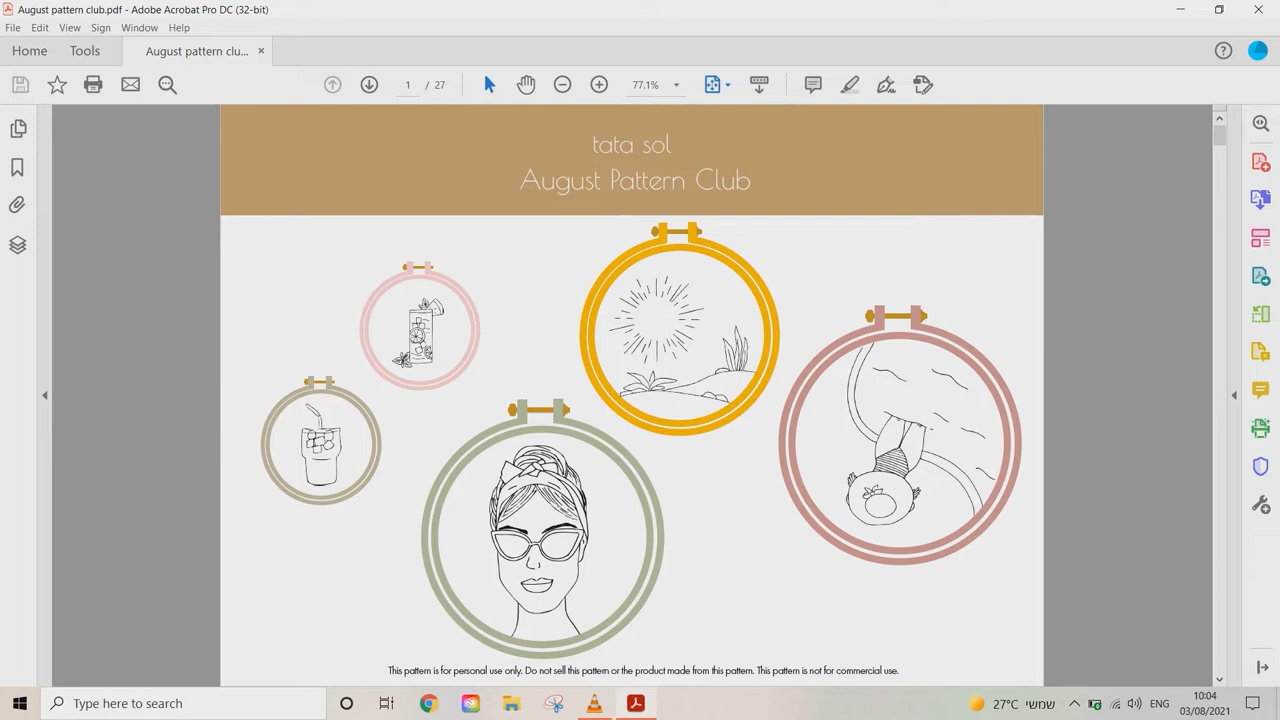 August pattern club.pdf - Adobe Acrobat Pro DC (32-bit)
File Edit View Sign Window Help
Home Tools August pattern clu... ×
1 / 27 77.1%
tata sol
August Pattern Club
This pattern is for personal use only. Do not sell this pattern or the product made from this pattern. This pattern is not for commercial use.
Type here to search
27°C שמשי ENG 10:04
03/08/2021